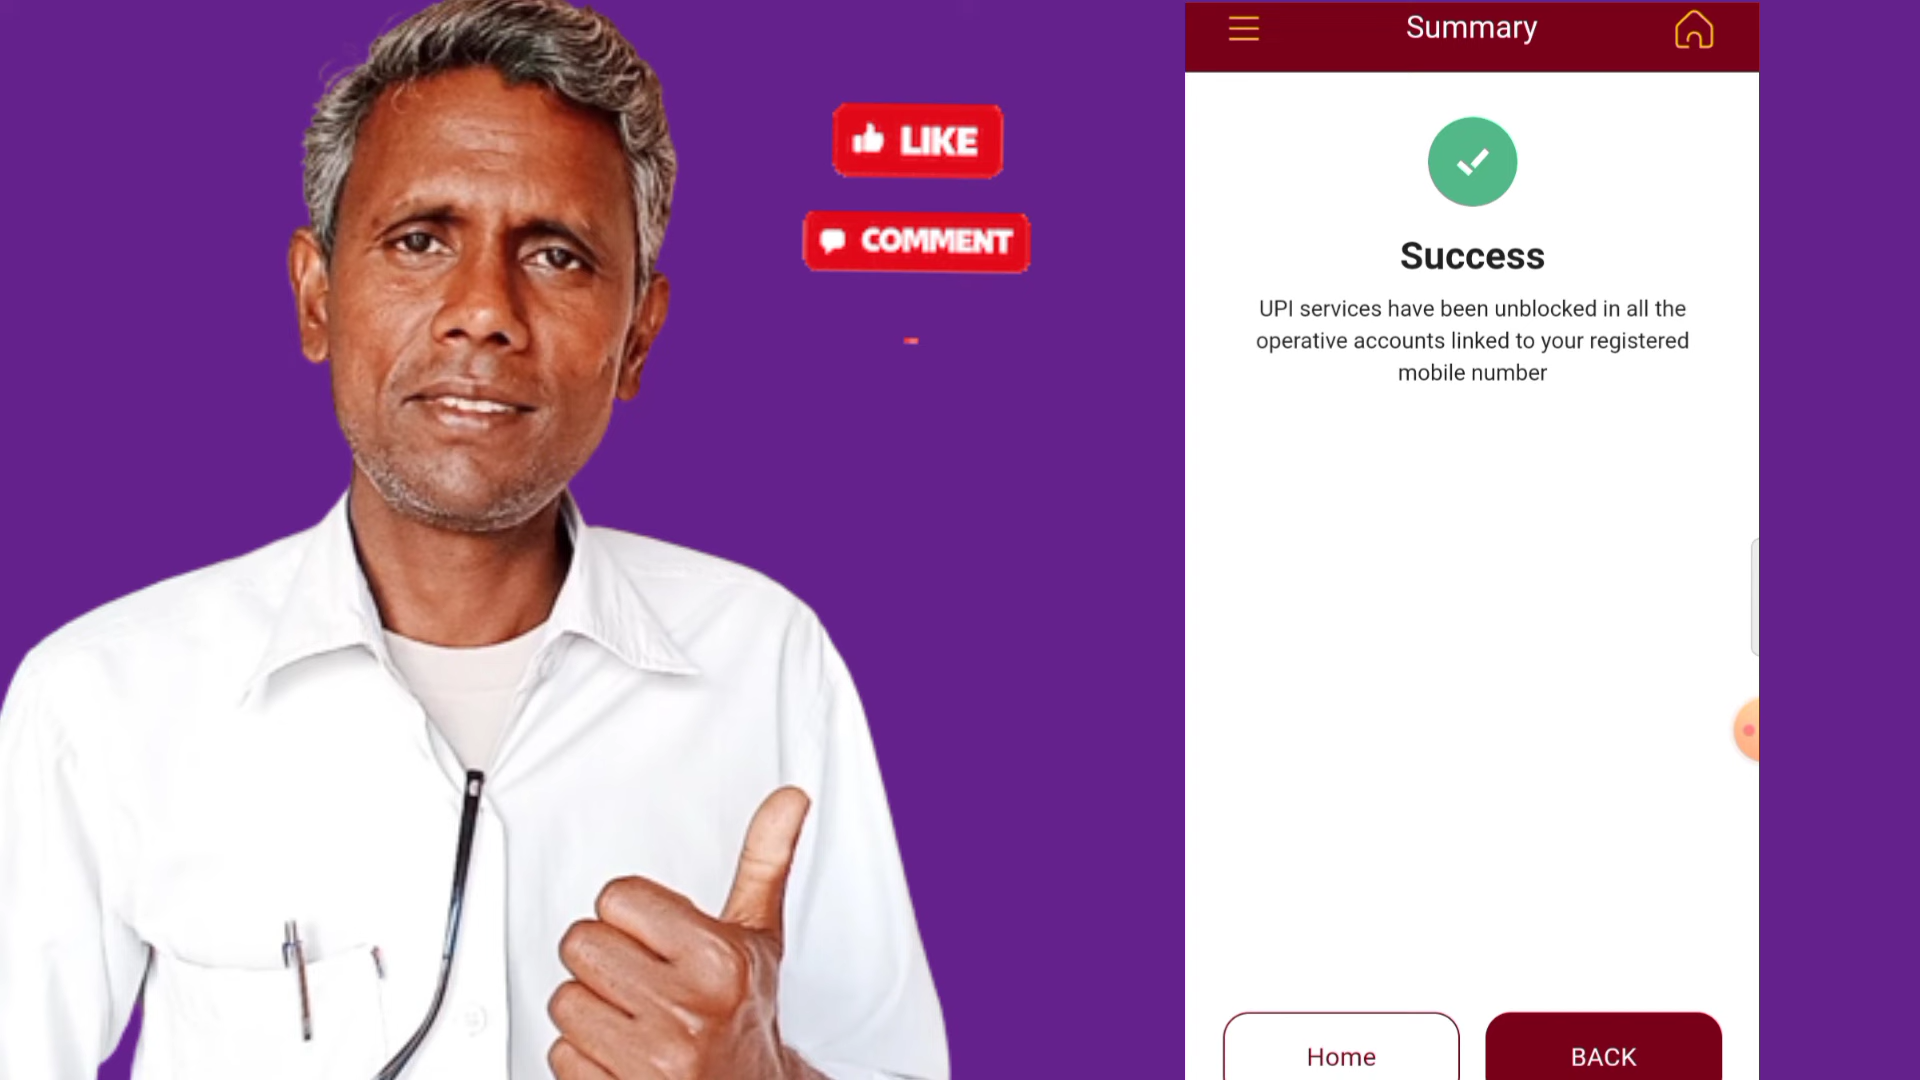 LIKE
COMMENT
Summary
Success
UPI services have been unblocked in all the
operative accounts linked to your registered
mobile number
Home
BACK